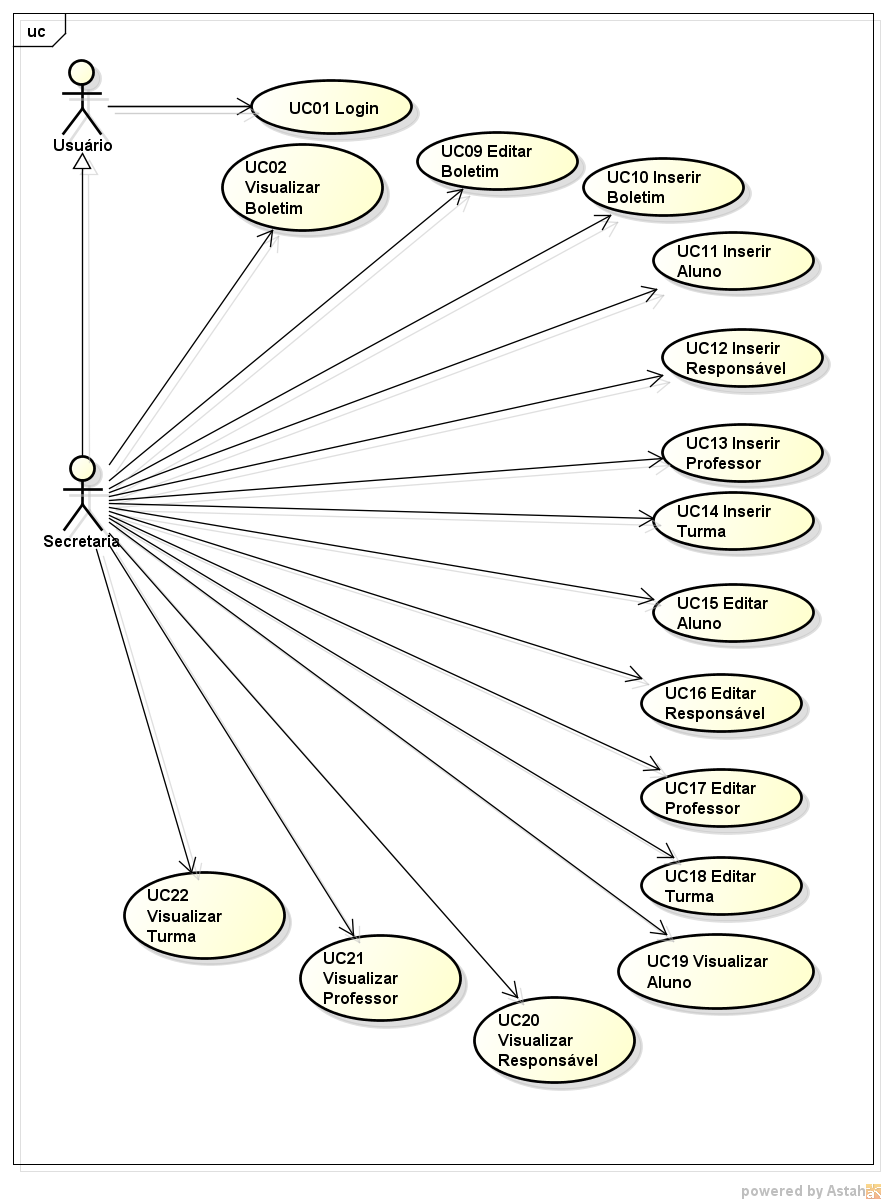 uc
Usuário
UC01 Login
UC02
Visualizar
Boletim
UC09 Editar
Boletim
UC10 Inserir
Boletim
UC11 Inserir
Aluno
UC12 Inserir
Responsável
UC13 Inserir
Professor
UC14 Inserir
Turma
Secretaria
UC15 Editar
Aluno
UC16 Editar
Responsável
UC17 Editar
Professor
UC18 Editar
Turma
UC19 Visualizar
Aluno
UC22
Visualizar
Turma
UC21
Visualizar
Professor
UC20
Visualizar
Responsável
powered by Astah